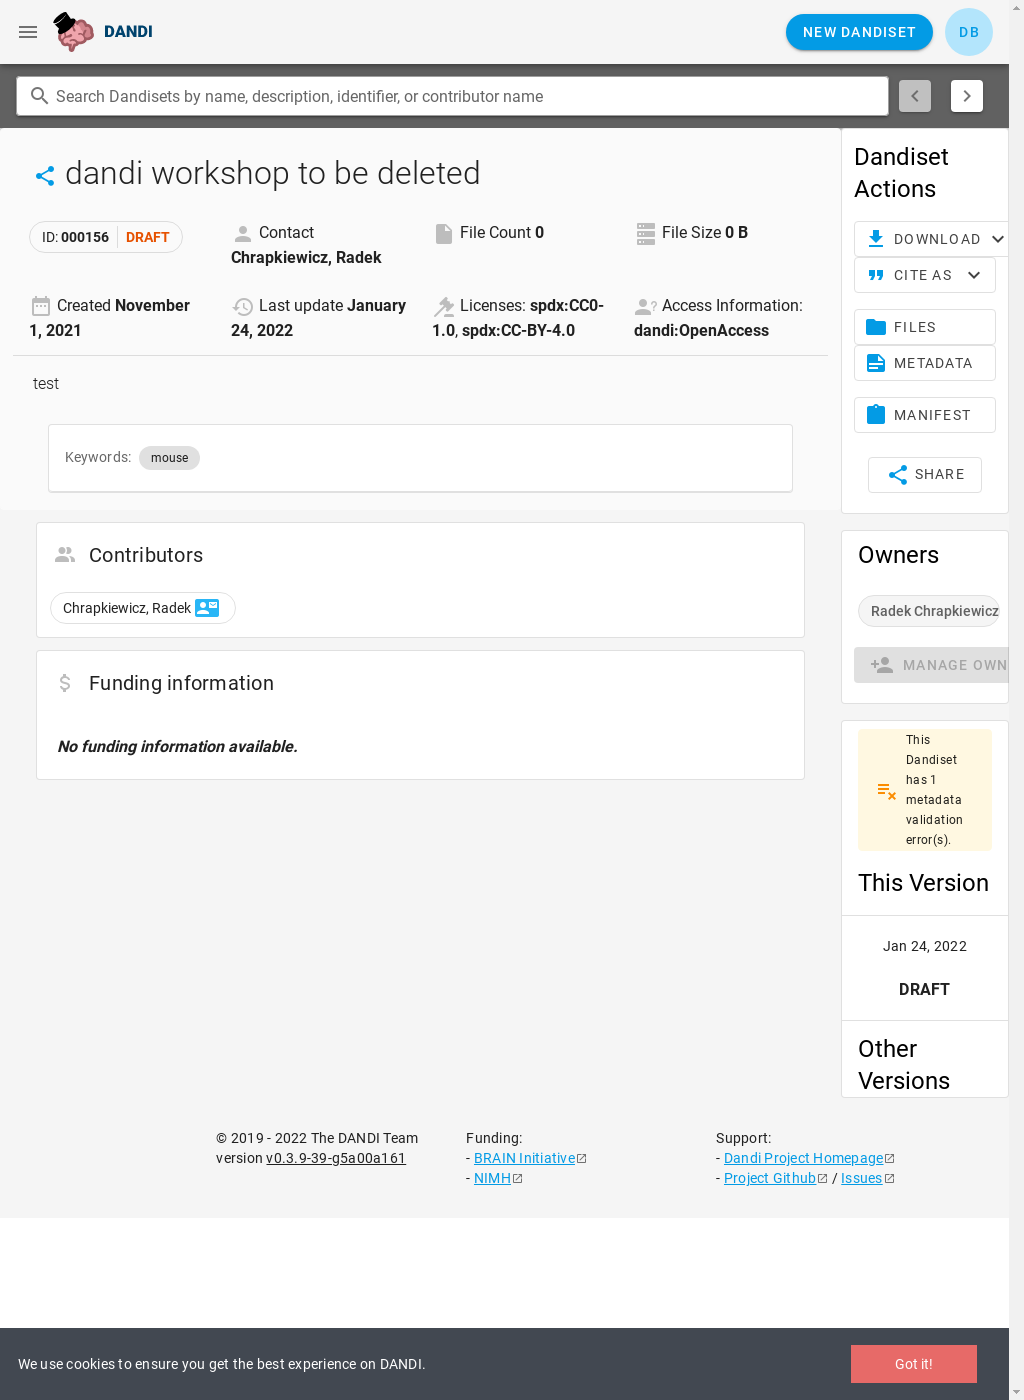 DANDI
NEW DANDISET
DB
Search Dandisets by name, description, identifier, or contributor name
dandi workshop to be deleted
ID: 000156 DRAFT
Contact
Chrapkiewicz, Radek
File Count 0
File Size 0 B
Created November
1, 2021
Last update January
24, 2022
Licenses: spdx:CC0-
1.0, spdx:CC-BY-4.0
Access Information:
dandi:OpenAccess
test
Keywords: mouse
Contributors
Chrapkiewicz, Radek
Funding information
No funding information available.
Dandiset
Actions
DOWNLOAD
CITE AS
FILES
METADATA
MANIFEST
SHARE
Owners
Radek Chrapkiewicz
MANAGE OWN
This
Dandiset
has 1
metadata
validation
error(s).
This Version
Jan 24, 2022
DRAFT
Other
Versions
© 2019 - 2022 The DANDI Team
version v0.3.9-39-g5a00a161
Funding:
- BRAIN Initiative
- NIMH
Support:
- Dandi Project Homepage
- Project Github / Issues
We use cookies to ensure you get the best experience on DANDI.
Got it!